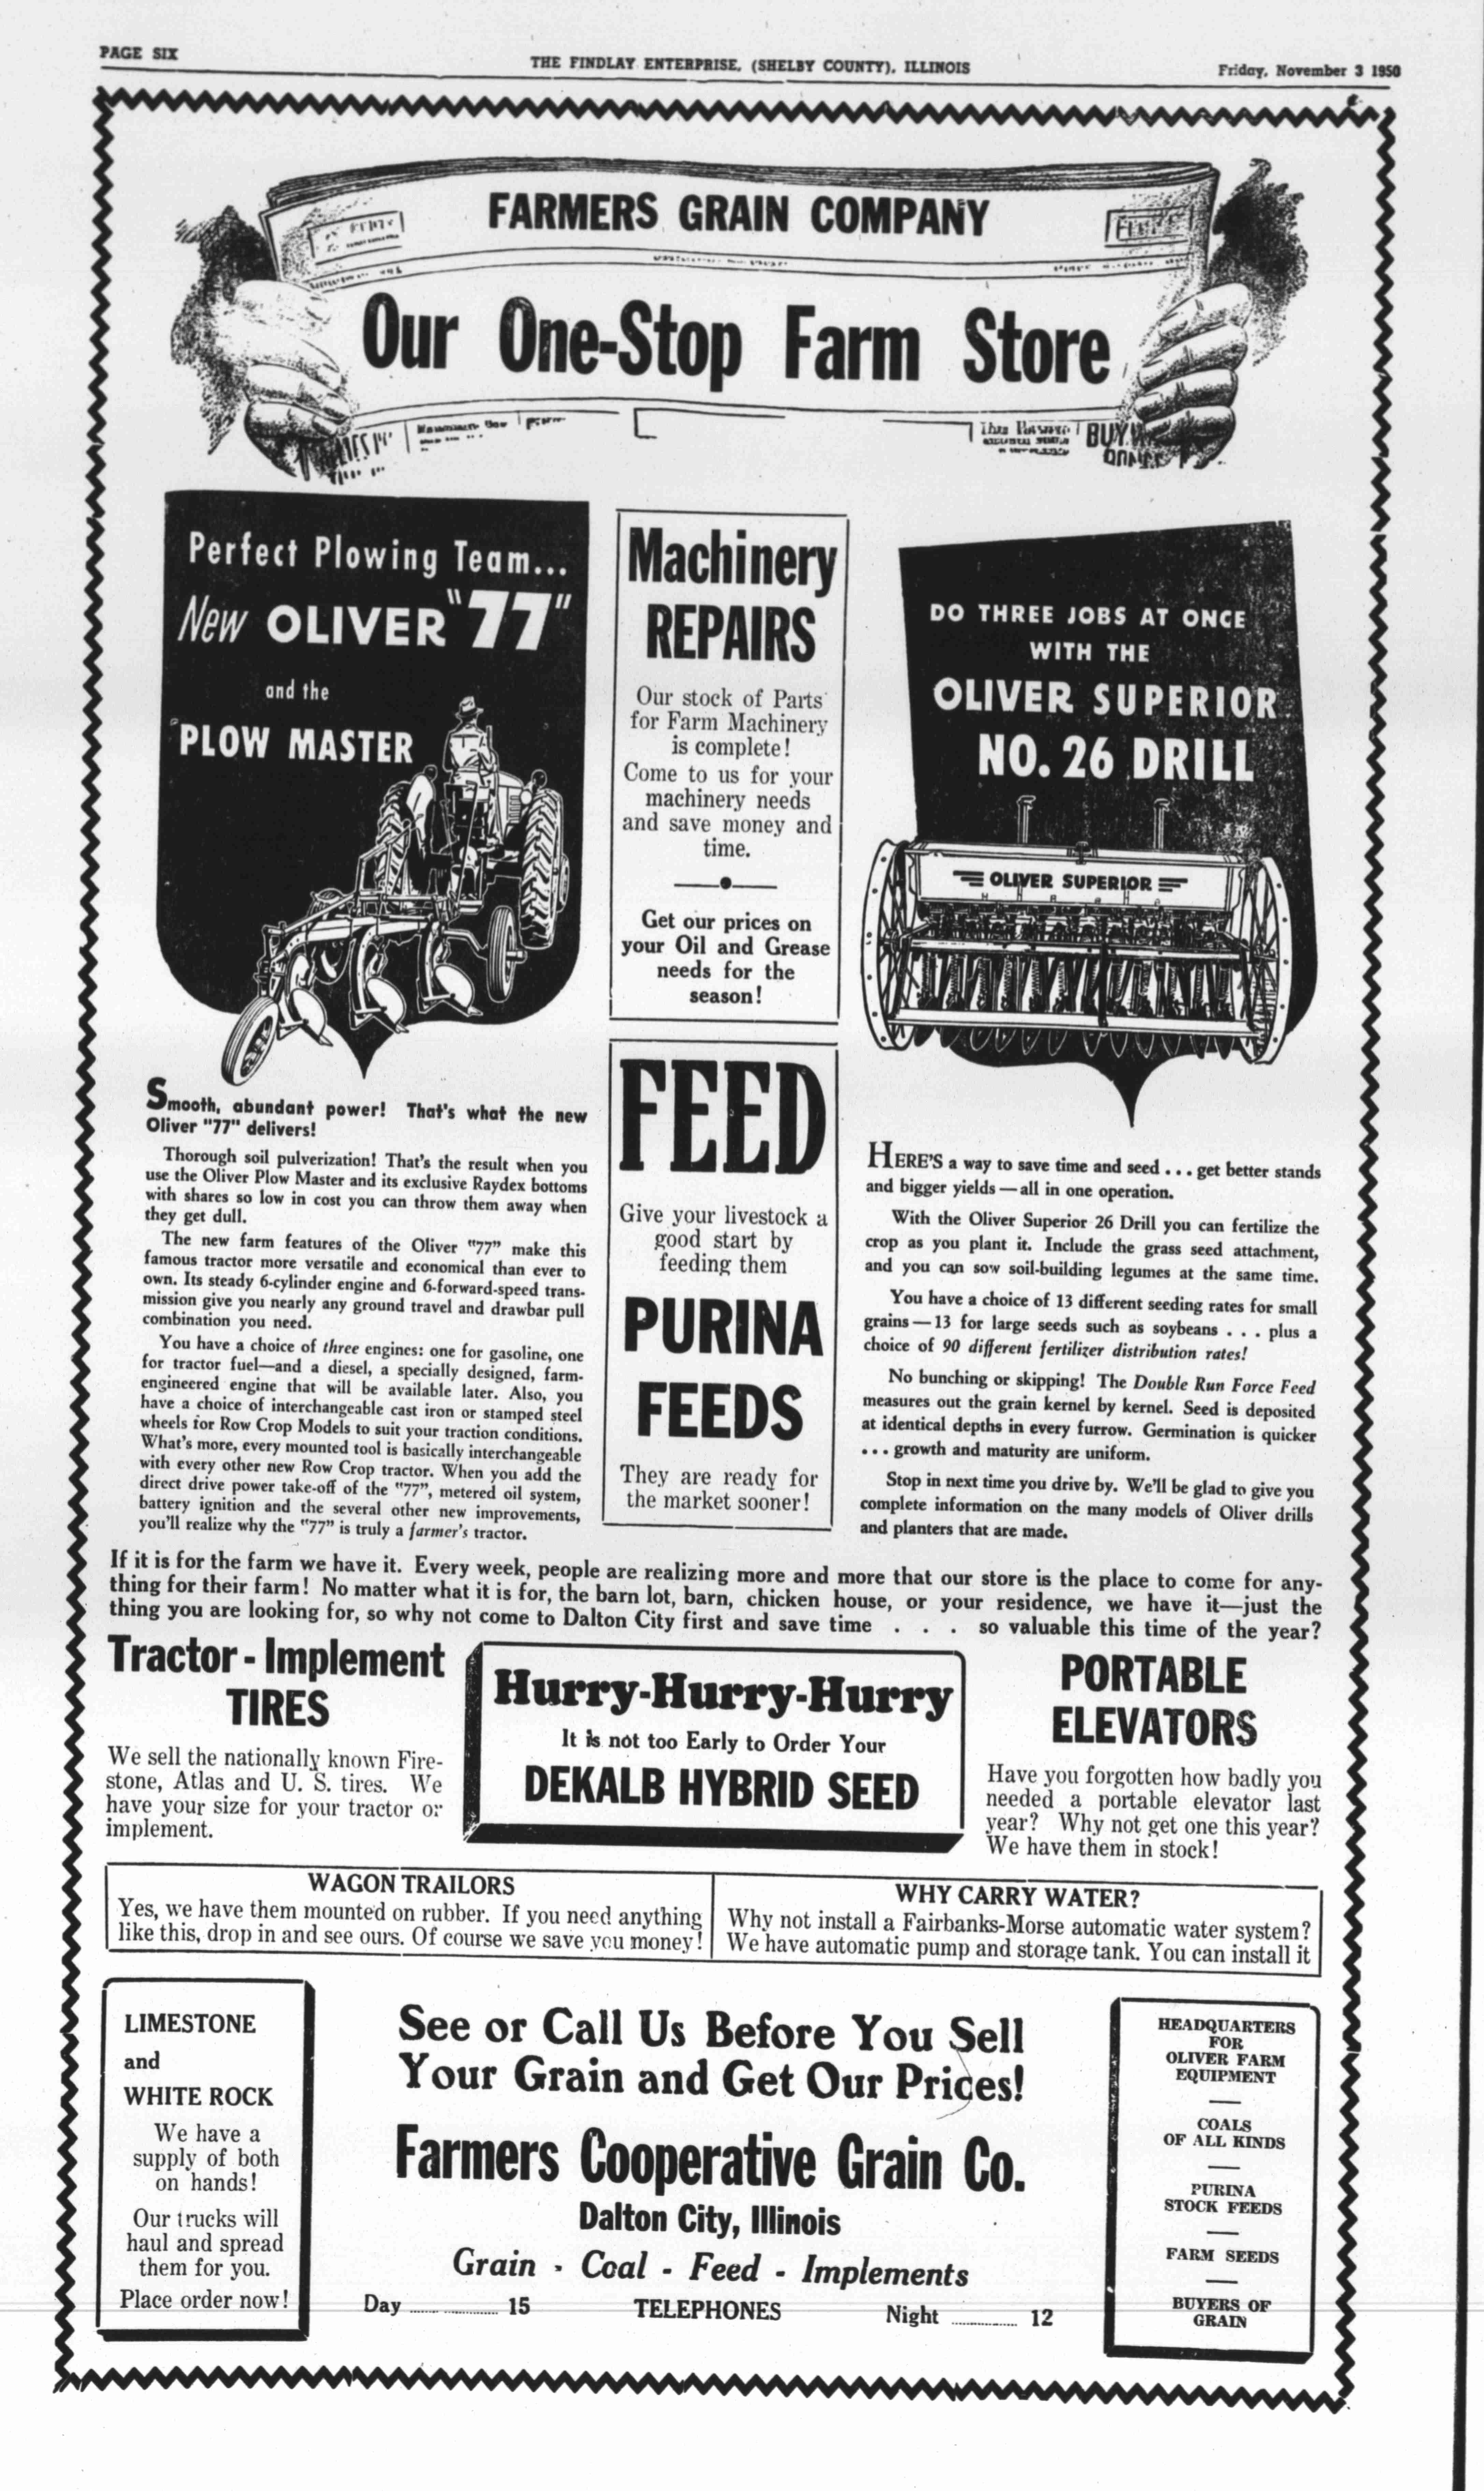 PAGE SIX
THE FINDLAY ENTERPRISE, (SHELBY COUNTY), ILLINOIS
Friday, November 3 1950
FARMERS GRAIN COMPANY
Our One-Stop Farm Store
BUY
Perfect Plowing Team...
New OLIVER "77"
and the
PLOW MASTER
Smooth, abundant power! That's what the new
Oliver "77" delivers!
Thorough soil pulverization! That's the result when you
use the Oliver Plow Master and its exclusive Raydex bottoms
with shares so low in cost you can throw them away when
they get dull.
The new farm features of the Oliver "77" make this
famous tractor more versatile and economical than ever to
own. Its steady 6-cylinder engine and 6-forward-speed trans-
mission give you nearly any ground travel and drawbar pull
combination you need.
You have a choice of three engines: one for gasoline, one
for tractor fuel—and a diesel, a specially designed, farm-
engineered engine that will be available later. Also, you
have a choice of interchangeable cast iron or stamped steel
wheels for Row Crop Models to suit your traction conditions.
What's more, every mounted tool is basically interchangeable
with every other new Row Crop tractor. When you add the
direct drive power take-off of the "77", metered oil system,
battery ignition and the several other new improvements,
you'll realize why the "77" is truly a farmer's tractor.
Machinery
REPAIRS
Our stock of Parts
for Farm Machinery
is complete!
Come to us for your
machinery needs
and save money and
time.
Get our prices on
your Oil and Grease
needs for the
season!
FEED
Give your livestock a
good start by
feeding them
PURINA
FEEDS
They are ready for
the market sooner!
DO THREE JOBS AT ONCE
WITH THE
OLIVER SUPERIOR
NO. 26 DRILL
OLIVER SUPERIOR
HERE'S a way to save time and seed . . . get better stands
and bigger yields — all in one operation.
With the Oliver Superior 26 Drill you can fertilize the
crop as you plant it. Include the grass seed attachment,
and you can sow soil-building legumes at the same time.
You have a choice of 13 different seeding rates for small
grains — 13 for large seeds such as soybeans . . . plus a
choice of 90 different fertilizer distribution rates!
No bunching or skipping! The Double Run Force Feed
measures out the grain kernel by kernel. Seed is deposited
at identical depths in every furrow. Germination is quicker
. . . growth and maturity are uniform.
Stop in next time you drive by. We'll be glad to give you
complete information on the many models of Oliver drills
and planters that are made.
If it is for the farm we have it. Every week, people are realizing more and more that our store is the place to come for any-
thing for their farm! No matter what it is for, the barn lot, barn, chicken house, or your residence, we have it—just the
thing you are looking for, so why not come to Dalton City first and save time . . . so valuable this time of the year?
Tractor - Implement
TIRES
We sell the nationally known Fire-
stone, Atlas and U. S. tires. We
have your size for your tractor or
implement.
Hurry-Hurry-Hurry
It is not too Early to Order Your
DEKALB HYBRID SEED
PORTABLE
ELEVATORS
Have you forgotten how badly you
needed a portable elevator last
year? Why not get one this year?
We have them in stock!
WAGON TRAILORS
Yes, we have them mounted on rubber. If you need anything
like this, drop in and see ours. Of course we save you money!
WHY CARRY WATER?
Why not install a Fairbanks-Morse automatic water system?
We have automatic pump and storage tank. You can install it
LIMESTONE
and
WHITE ROCK
We have a
supply of both
on hands!
Our trucks will
haul and spread
them for you.
Place order now!
See or Call Us Before You Sell
Your Grain and Get Our Prices!
Farmers Cooperative Grain Co.
Dalton City, Illinois
Grain - Coal - Feed - Implements
Day .................... 15 TELEPHONES Night ................ 12
HEADQUARTERS
FOR
OLIVER FARM
EQUIPMENT
COALS
OF ALL KINDS
PURINA
STOCK FEEDS
FARM SEEDS
BUYERS OF
GRAIN